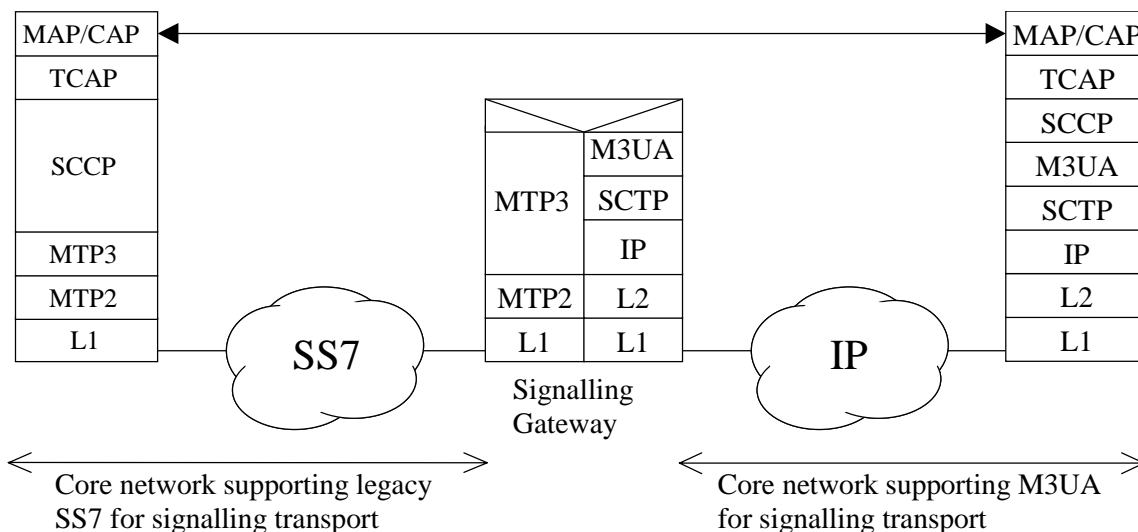 MAP/CAP
TCAP
SCCP
MTP3
MTP2
L1
SS7
MTP3
MTP2
L1
M3UA
SCTP
IP
L2
L1
Signalling
Gateway
IP
MAP/CAP
TCAP
SCCP
M3UA
SCTP
IP
L2
L1
Core network supporting legacy
SS7 for signalling transport
Core network supporting M3UA
for signalling transport